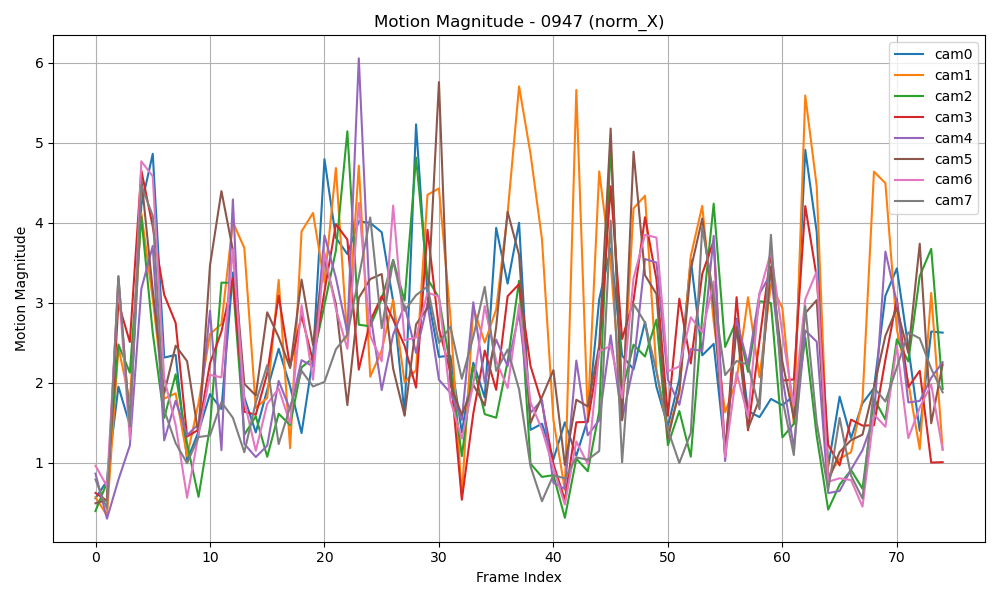 Motion Magnitude - 0947 (norm_X)
Motion Magnitude
6
5
4
3
2
1
0
10
20
30
40
50
60
70
Frame Index
cam0
cam1
cam2
cam3
cam4
cam5
cam6
cam7